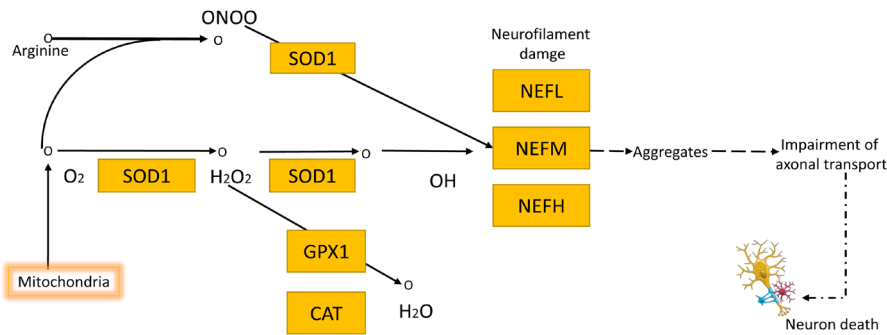 ONOO
Arginine
SOD1
Neurofilament
damge
NEFL
NEFM
NEFH
O2
SOD1
H2O2
SOD1
OH
Aggregates
Impairment of
axonal transport
Mitochondria
GPX1
CAT
H2O
Neuron death